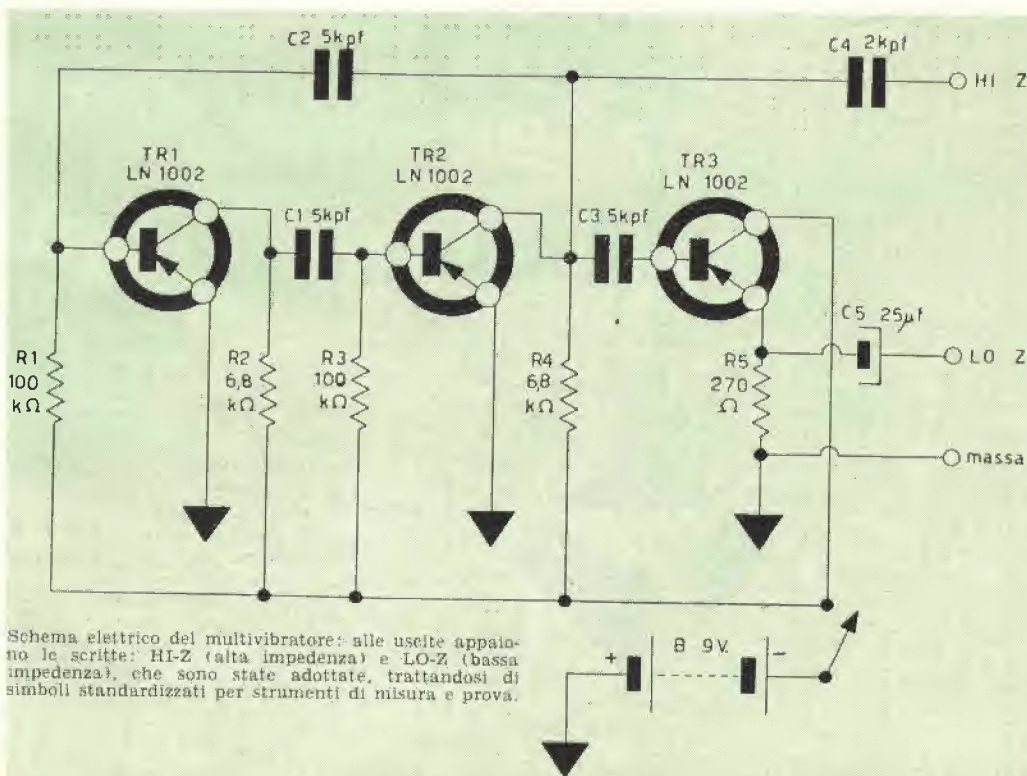 C2 5kpf
C4 2kpf
HI Z
TR1
LN 1002
TR2
LN 1002
TR3
LN 1002
C1 5kpf
C3 5kpf
C5 25µf
LO Z
R1
100
kΩ
R2
6,8
kΩ
R3
100
kΩ
R4
6,8
kΩ
R5
270
Ω
massa
Schema elettrico del multivibratore: alle uscite appaio-
no le scritte: HI-Z (alta impedenza) e LO-Z (bassa
impedenza), che sono state adottate, trattandosi di
simboli standardizzati per strumenti di misura e prova.
+ B 9V. -